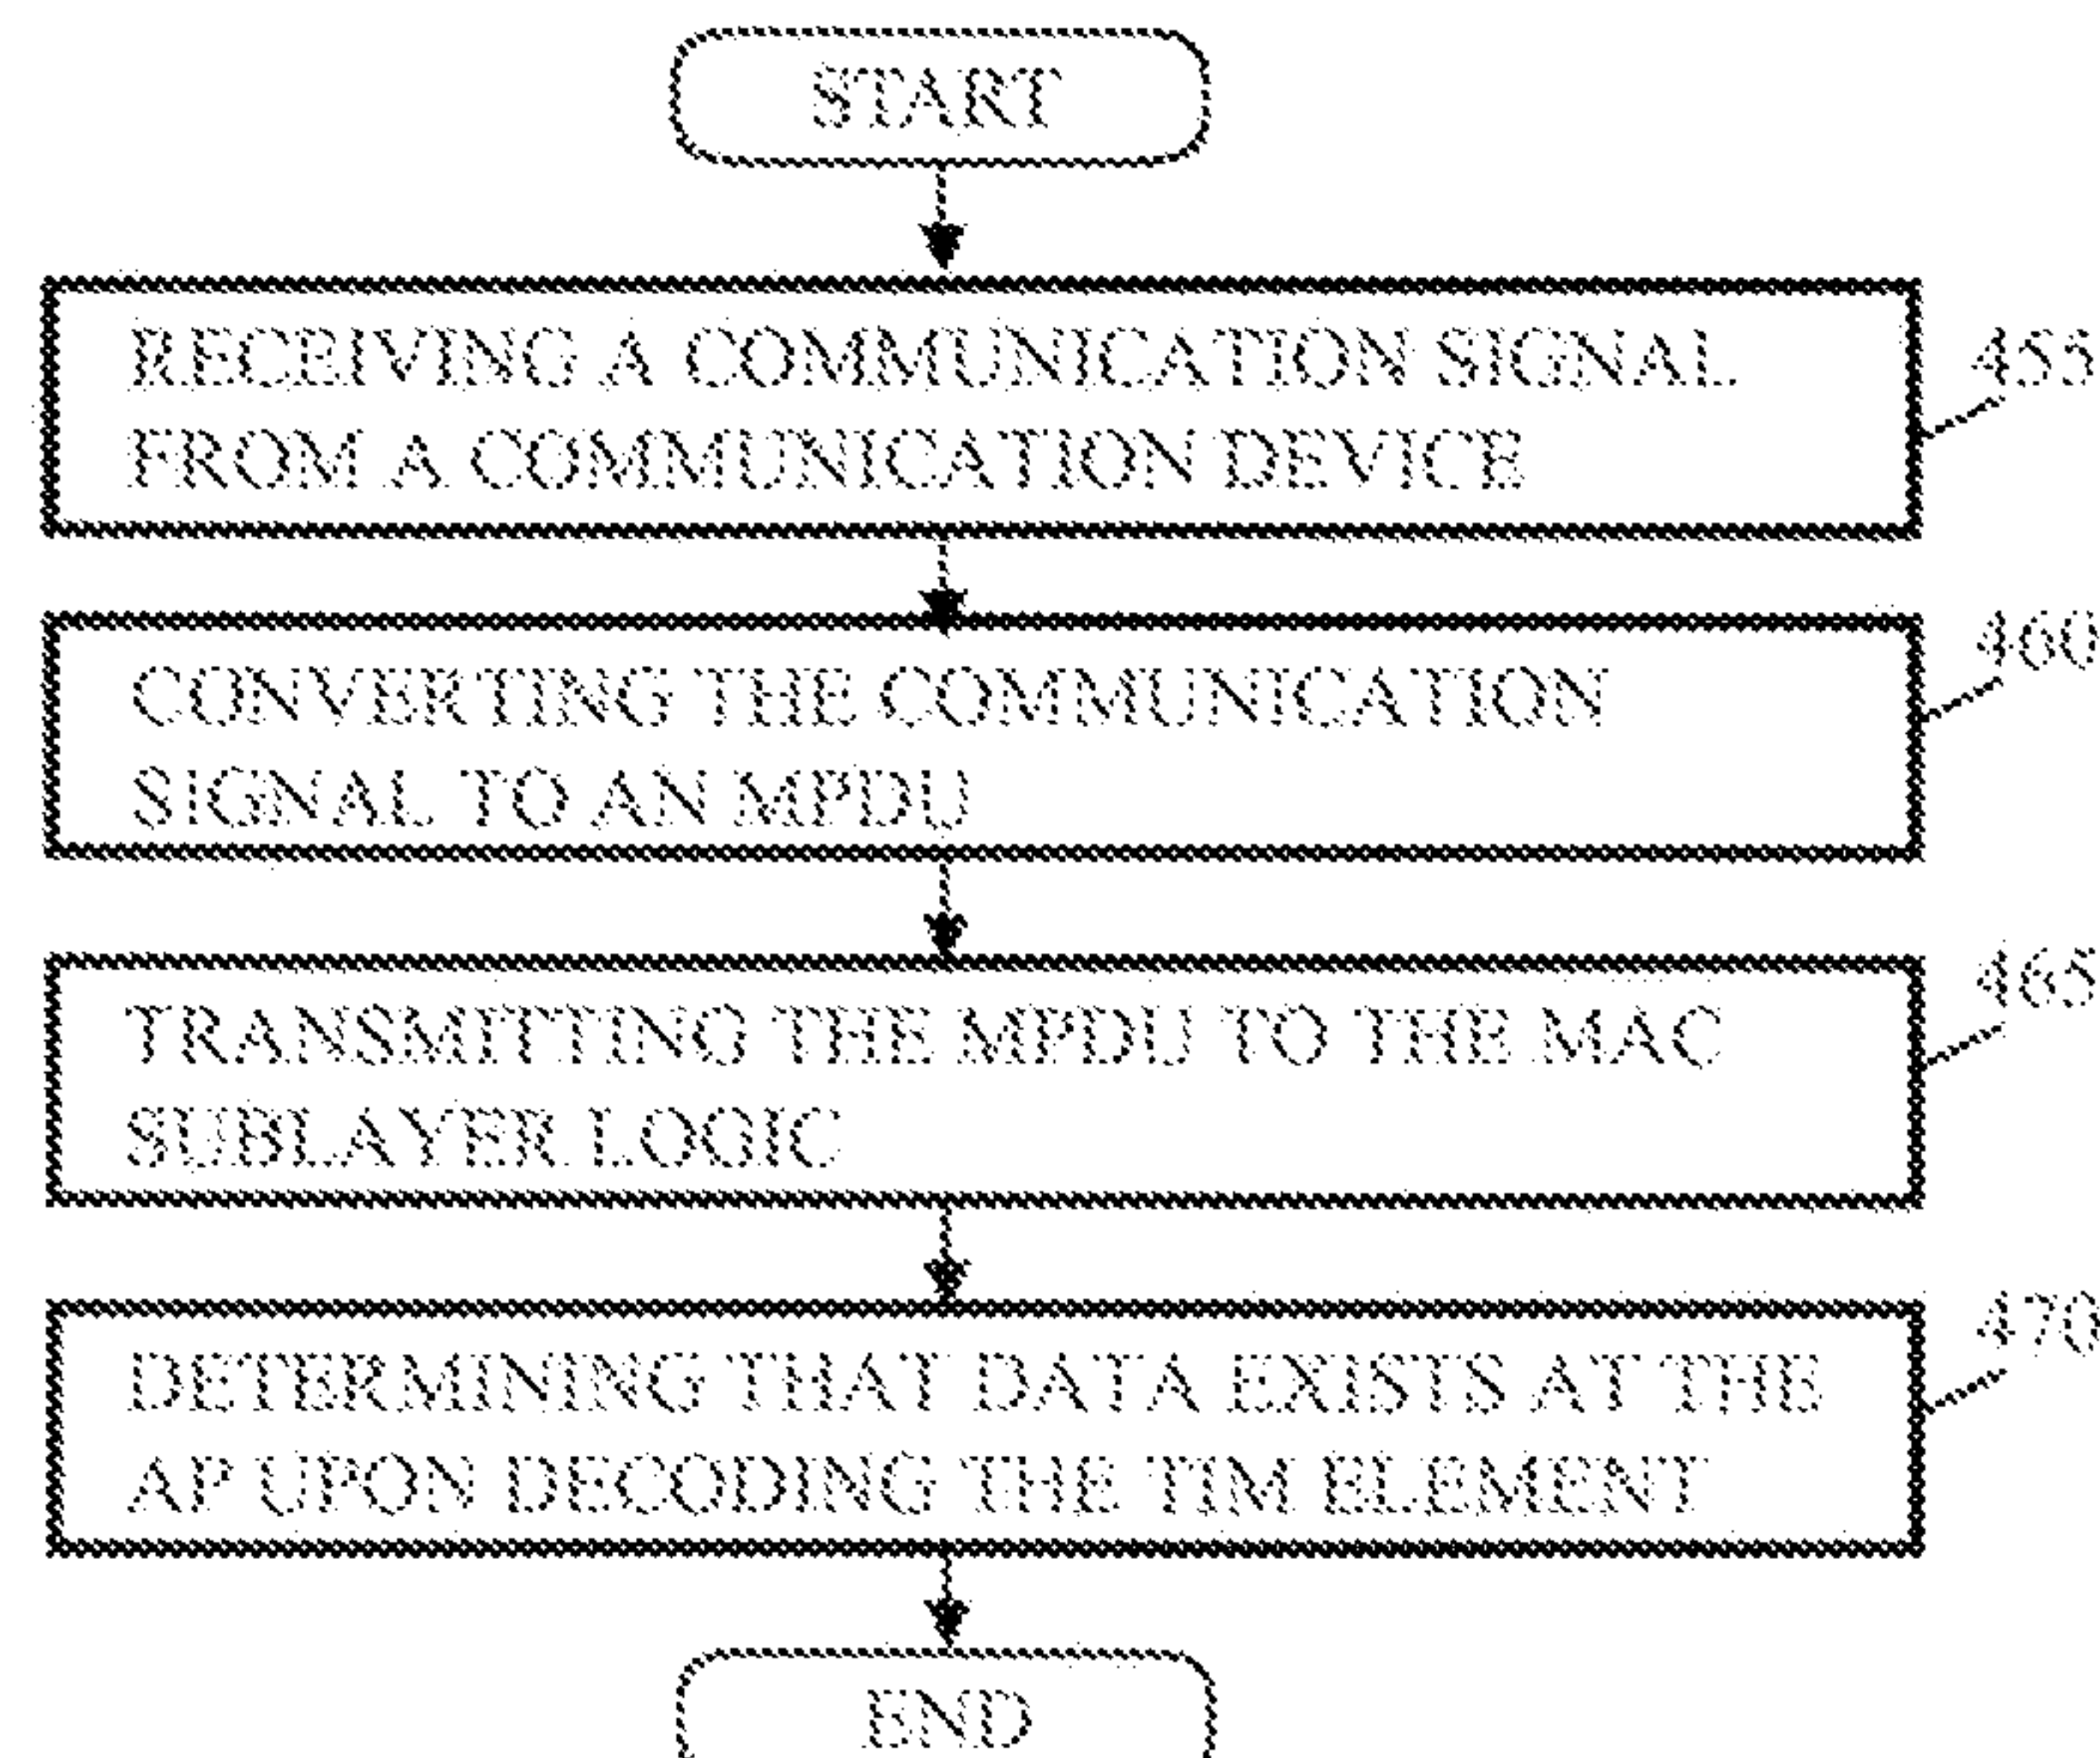 START
RECEIVING A COMMUNICATION SIGNAL
FROM A COMMUNICATION DEVICE
455
CONVERTING THE COMMUNICATION
SIGNAL TO AN MPDU
460
TRANSMITTING THE MPDU TO THE MAC
SUBLAYER LOGIC
465
DETERMINING THAT DATA EXISTS AT THE
AP UPON DECODING THE TIM ELEMENT
470
END